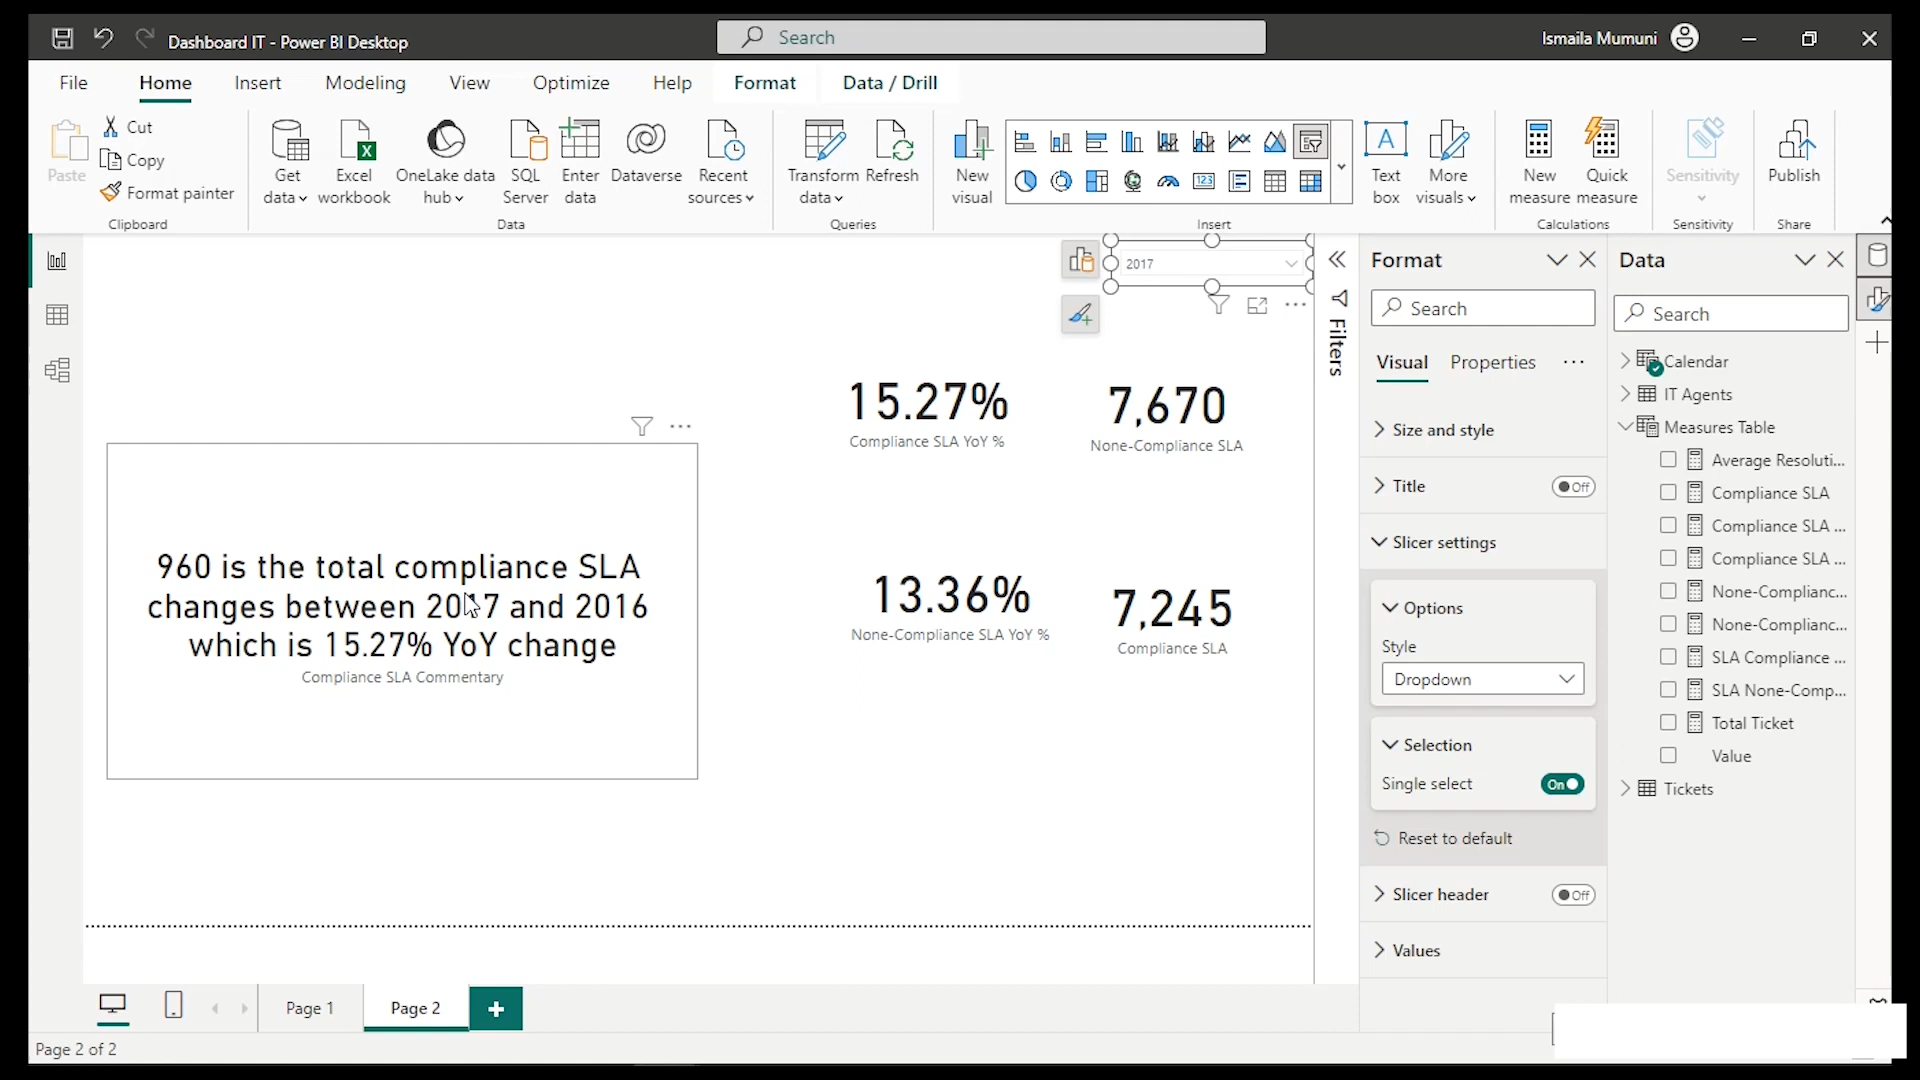 Dashboard IT - Power BI Desktop
Search
Ismaila Mumuni
File
Home
Insert
Modeling
View
Optimize
Help
Format
Data / Drill
Paste
Cut
Copy
Format painter
Clipboard
Get data
Excel workbook
OneLake data hub
SQL Server
Enter data
Dataverse
Recent sources
Data
Transform data
Refresh
Queries
New visual
Text box
More visuals
Insert
New measure
Quick measure
Calculations
Sensitivity
Sensitivity
Publish
Share
2017
15.27%
Compliance SLA YoY %
7,670
None-Compliance SLA
13.36%
None-Compliance SLA YoY %
7,245
Compliance SLA
960 is the total compliance SLA
changes between 2017 and 2016
which is 15.27% YoY change
Compliance SLA Commentary
Filters
Format
Search
Visual
Properties
Size and style
Title
Off
Slicer settings
Options
Style
Dropdown
Selection
Single select
On
Reset to default
Slicer header
Off
Values
Data
Search
Calendar
IT Agents
Measures Table
Average Resoluti...
Compliance SLA
Compliance SLA ...
Compliance SLA ...
None-Complianc...
None-Complianc...
SLA Compliance ...
SLA None-Comp...
Total Ticket
Value
Tickets
Page 1
Page 2
Page 2 of 2